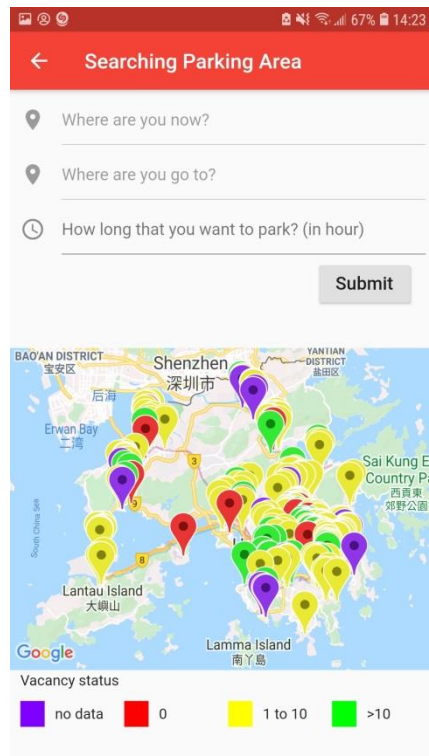 67% 14:23
Searching Parking Area
Where are you now?
Where are you go to?
How long that you want to park? (in hour)
Submit
BAO'AN DISTRICT
宝安区
Shenzhen
深圳市
YANTIAN
DISTRICT
盐田区
后海
Erwan Bay
二湾
3
Sai Kung E
Country Pa
西貢東
郊野公園
South China Sea
9
8
Lantau Island
大嶼山
Lamma Island
南丫島
Google
Vacancy status
no data
0
1 to 10
>10